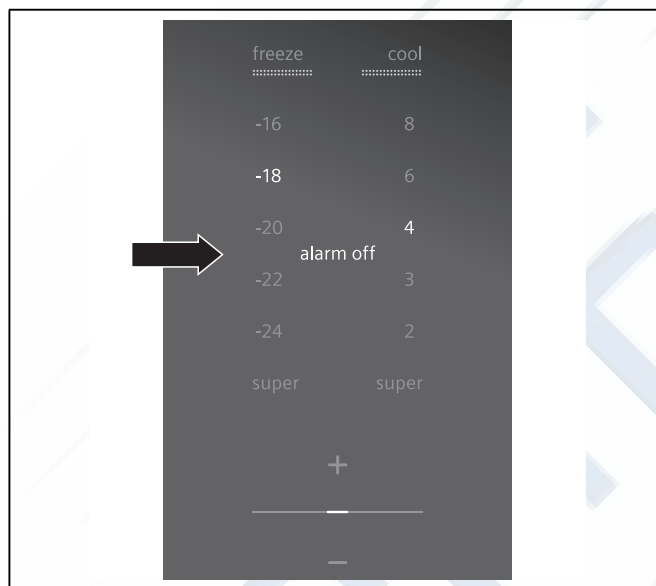 freeze cool
-16 8
-18 6
-20 4
alarm off
-22 3
-24 2
super super
+
−